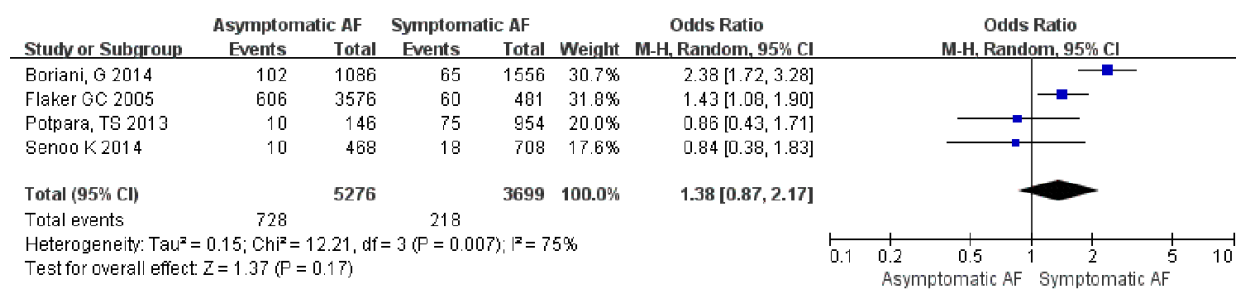 Asymptomatic AF Symptomatic AF Odds Ratio Odds Ratio
Study or Subgroup Events Total Events Total Weight M-H, Random, 95% CI M-H, Random, 95% CI
Boriani, G 2014 102 1086 65 1556 30.7% 2.38 [1.72, 3.28]
Flaker GC 2005 606 3576 60 481 31.8% 1.43 [1.08, 1.90]
Potpara, TS 2013 10 146 75 954 20.0% 0.86 [0.43, 1.71]
Senoo K 2014 10 468 18 708 17.6% 0.84 [0.38, 1.83]
Total (95% CI) 5276 3699 100.0% 1.38 [0.87, 2.17]
Total events 728 218
Heterogeneity: Tau² = 0.15; Chi² = 12.21, df = 3 (P = 0.007); I² = 75%
Test for overall effect: Z = 1.37 (P = 0.17)
0.1 0.2 0.5 1 2 5 10
Asymptomatic AF Symptomatic AF